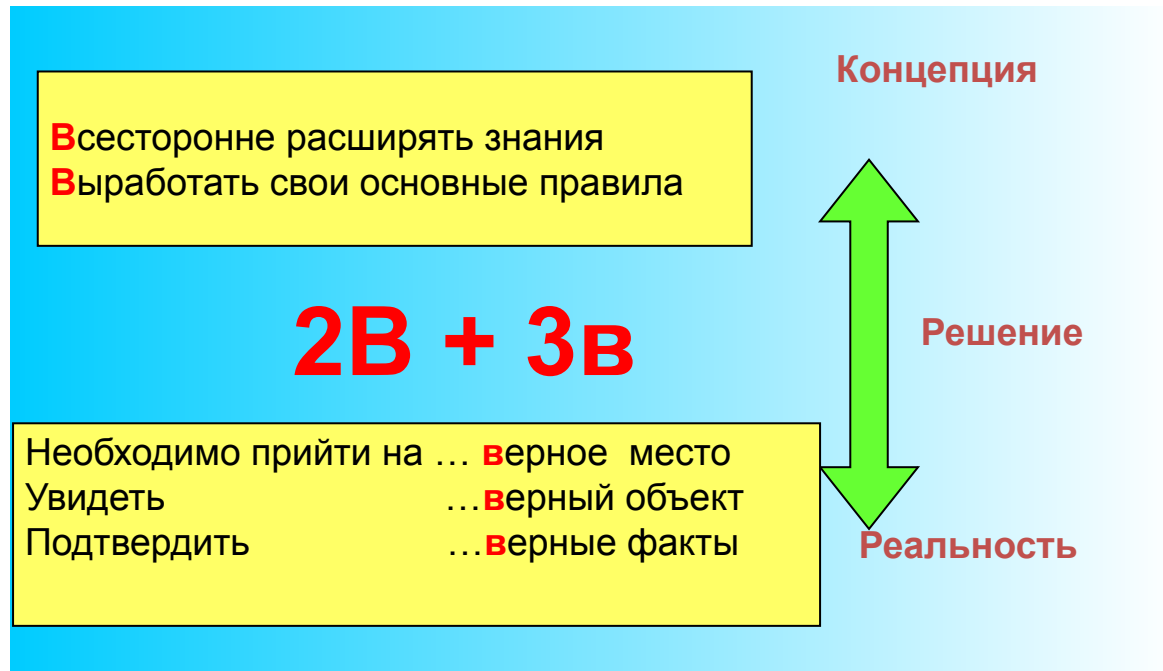 Концепция
Всесторонне расширять знания
Выработать свои основные правила
2В + 3в
Решение
Необходимо прийти на … верное место
Увидеть …верный объект
Подтвердить …верные факты
Реальность